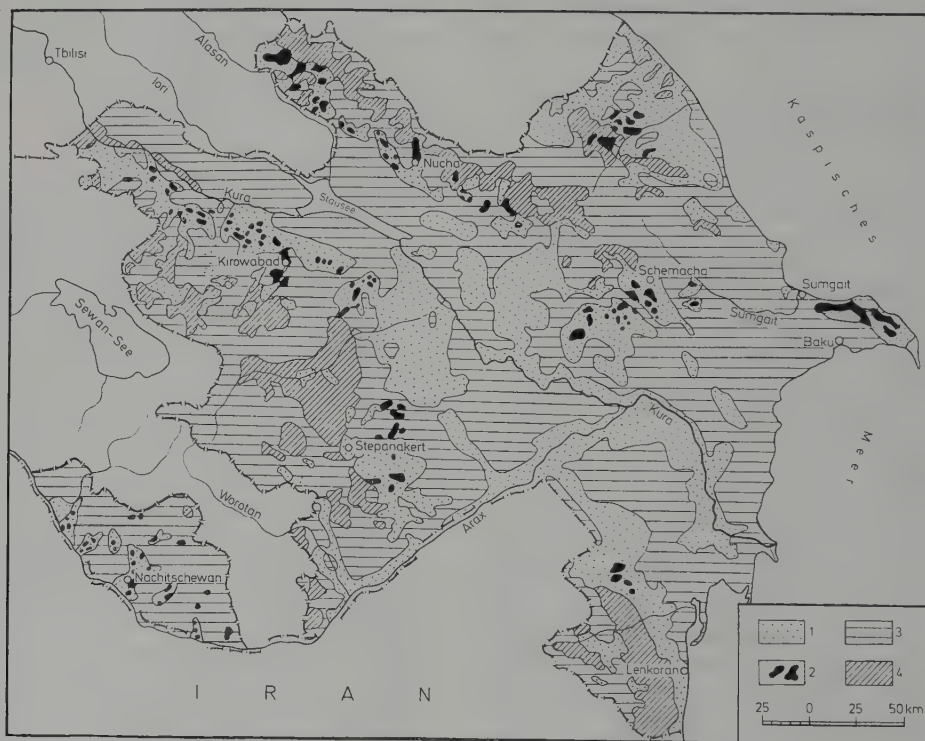 Tbilisi
Alasan
Iori
Kaspisches
Meer
Nucha
Kura
Stausee
Kirowabad
Schemacha
Sumgait
Sumgait
Baku
Sewan-See
Stepanakert
Kura
Worotan
Arax
Nachitschewan
Lenkoran
IRAN
1
3
2
4
25 0 25 50 km